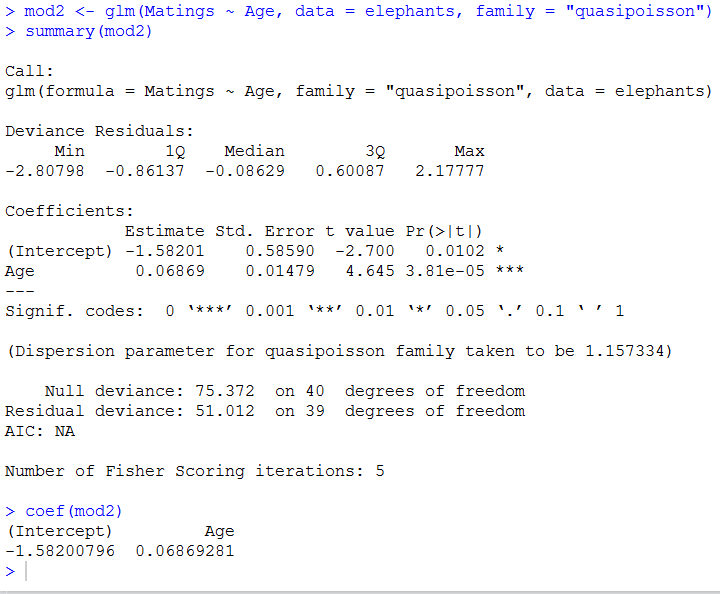 > mod2 <- glm(Matings ~ Age, data = elephants, family = "quasipoisson")
> summary(mod2)
Call:
glm(formula = Matings ~ Age, family = "quasipoisson", data = elephants)
Deviance Residuals:
     Min        1Q    Median        3Q       Max
-2.80798  -0.86137  -0.08629   0.60087   2.17777
Coefficients:
            Estimate Std. Error t value Pr(>|t|)
(Intercept) -1.58201    0.58590  -2.700   0.0102 *
Age          0.06869    0.01479   4.645 3.81e-05 ***
---
Signif. codes:  0 ‘***’ 0.001 ‘**’ 0.01 ‘*’ 0.05 ‘.’ 0.1 ‘ ’ 1
(Dispersion parameter for quasipoisson family taken to be 1.157334)
    Null deviance: 75.372  on 40  degrees of freedom
Residual deviance: 51.012  on 39  degrees of freedom
AIC: NA
Number of Fisher Scoring iterations: 5
> coef(mod2)
(Intercept)         Age
-1.58200796  0.06869281
>